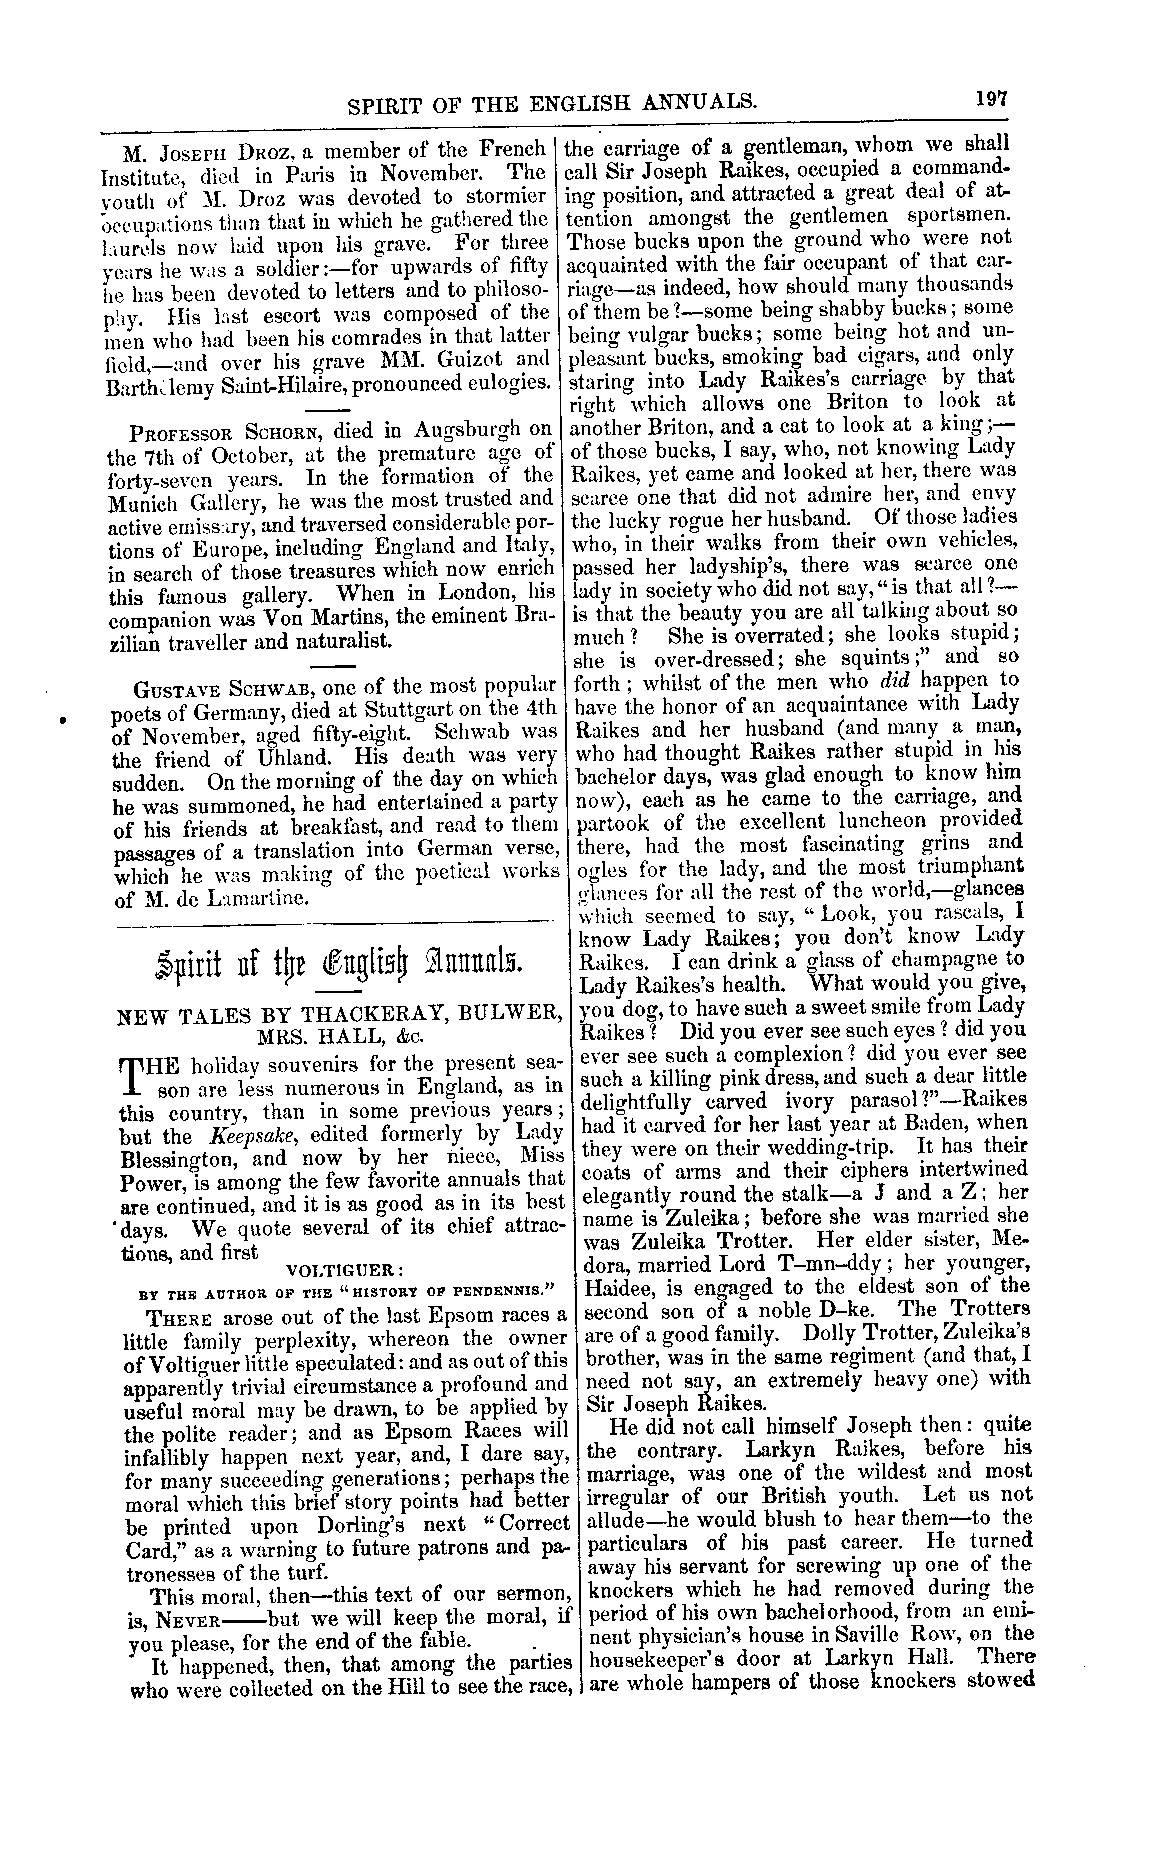 SPIRIT OF THE ENGLISH ANNUALS. 197
M. JOSEPH DROZ, a member of the French
Institute, died in Paris in November. The
youth of M. Droz was devoted to stormier
occupations than that in which he gathered the
laurels now laid upon his grave. For three
years he was a soldier:—for upwards of fifty
he has been devoted to letters and to philoso-
phy. His last escort was composed of the
men who had been his comrades in that latter
field,—and over his grave MM. Guizot and
Barthélemy Saint-Hilaire, pronounced eulogies.
PROFESSOR SCHORN, died in Augsburgh on
the 7th of October, at the premature age of
forty-seven years. In the formation of the
Munich Gallery, he was the most trusted and
active emissary, and traversed considerable por-
tions of Europe, including England and Italy,
in search of those treasures which now enrich
this famous gallery. When in London, his
companion was Von Martins, the eminent Bra-
zilian traveller and naturalist.
GUSTAVE SCHWAB, one of the most popular
poets of Germany, died at Stuttgart on the 4th
of November, aged fifty-eight. Schwab was
the friend of Uhland. His death was very
sudden. On the morning of the day on which
he was summoned, he had entertained a party
of his friends at breakfast, and read to them
passages of a translation into German verse,
which he was making of the poetical works
of M. de Lamartine.
Spirit of the English Annuals.
NEW TALES BY THACKERAY, BULWER,
MRS. HALL, &c.
THE holiday souvenirs for the present sea-
son are less numerous in England, as in
this country, than in some previous years;
but the Keepsake, edited formerly by Lady
Blessington, and now by her niece, Miss
Power, is among the few favorite annuals that
are continued, and it is as good as in its best
days. We quote several of its chief attrac-
tions, and first
VOLTIGUER:
BY THE AUTHOR OF THE "HISTORY OF PENDENNIS."
THERE arose out of the last Epsom races a
little family perplexity, whereon the owner
of Voltiguer little speculated: and as out of this
apparently trivial circumstance a profound and
useful moral may be drawn, to be applied by
the polite reader; and as Epsom Races will
infallibly happen next year, and, I dare say,
for many succeeding generations; perhaps the
moral which this brief story points had better
be printed upon Dorling's next "Correct
Card," as a warning to future patrons and pa-
tronesses of the turf.
This moral, then—this text of our sermon,
is, NEVER——but we will keep the moral, if
you please, for the end of the fable.
It happened, then, that among the parties
who were collected on the Hill to see the race,
the carriage of a gentleman, whom we shall
call Sir Joseph Raikes, occupied a command-
ing position, and attracted a great deal of at-
tention amongst the gentlemen sportsmen.
Those bucks upon the ground who were not
acquainted with the fair occupant of that car-
riage—as indeed, how should many thousands
of them be?—some being shabby bucks; some
being vulgar bucks; some being hot and un-
pleasant bucks, smoking bad cigars, and only
staring into Lady Raikes's carriage by that
right which allows one Briton to look at
another Briton, and a cat to look at a king;—
of those bucks, I say, who, not knowing Lady
Raikes, yet came and looked at her, there was
scarce one that did not admire her, and envy
the lucky rogue her husband. Of those ladies
who, in their walks from their own vehicles,
passed her ladyship's, there was scarce one
lady in society who did not say, "is that all?—
is that the beauty you are all talking about so
much? She is overrated; she looks stupid;
she is over-dressed; she squints;" and so
forth; whilst of the men who did happen to
have the honor of an acquaintance with Lady
Raikes and her husband (and many a man,
who had thought Raikes rather stupid in his
bachelor days, was glad enough to know him
now), each as he came to the carriage, and
partook of the excellent luncheon provided
there, had the most fascinating grins and
ogles for the lady, and the most triumphant
glances for all the rest of the world,—glances
which seemed to say, "Look, you rascals, I
know Lady Raikes; you don't know Lady
Raikes. I can drink a glass of champagne to
Lady Raikes's health. What would you give,
you dog, to have such a sweet smile from Lady
Raikes? Did you ever see such eyes? did you
ever see such a complexion? did you ever see
such a killing pink dress, and such a dear little
delightfully carved ivory parasol?"—Raikes
had it carved for her last year at Baden, when
they were on their wedding-trip. It has their
coats of arms and their ciphers intertwined
elegantly round the stalk—a J and a Z; her
name is Zuleika; before she was married she
was Zuleika Trotter. Her elder sister, Me-
dora, married Lord T–mn–ddy; her younger,
Haidee, is engaged to the eldest son of the
second son of a noble D–ke. The Trotters
are of a good family. Dolly Trotter, Zuleika's
brother, was in the same regiment (and that, I
need not say, an extremely heavy one) with
Sir Joseph Raikes.
He did not call himself Joseph then: quite
the contrary. Larkyn Raikes, before his
marriage, was one of the wildest and most
irregular of our British youth. Let us not
allude—he would blush to hear them—to the
particulars of his past career. He turned
away his servant for screwing up one of the
knockers which he had removed during the
period of his own bachelorhood, from an emi-
nent physician's house in Saville Row, on the
housekeeper's door at Larkyn Hall. There
are whole hampers of those knockers stowed